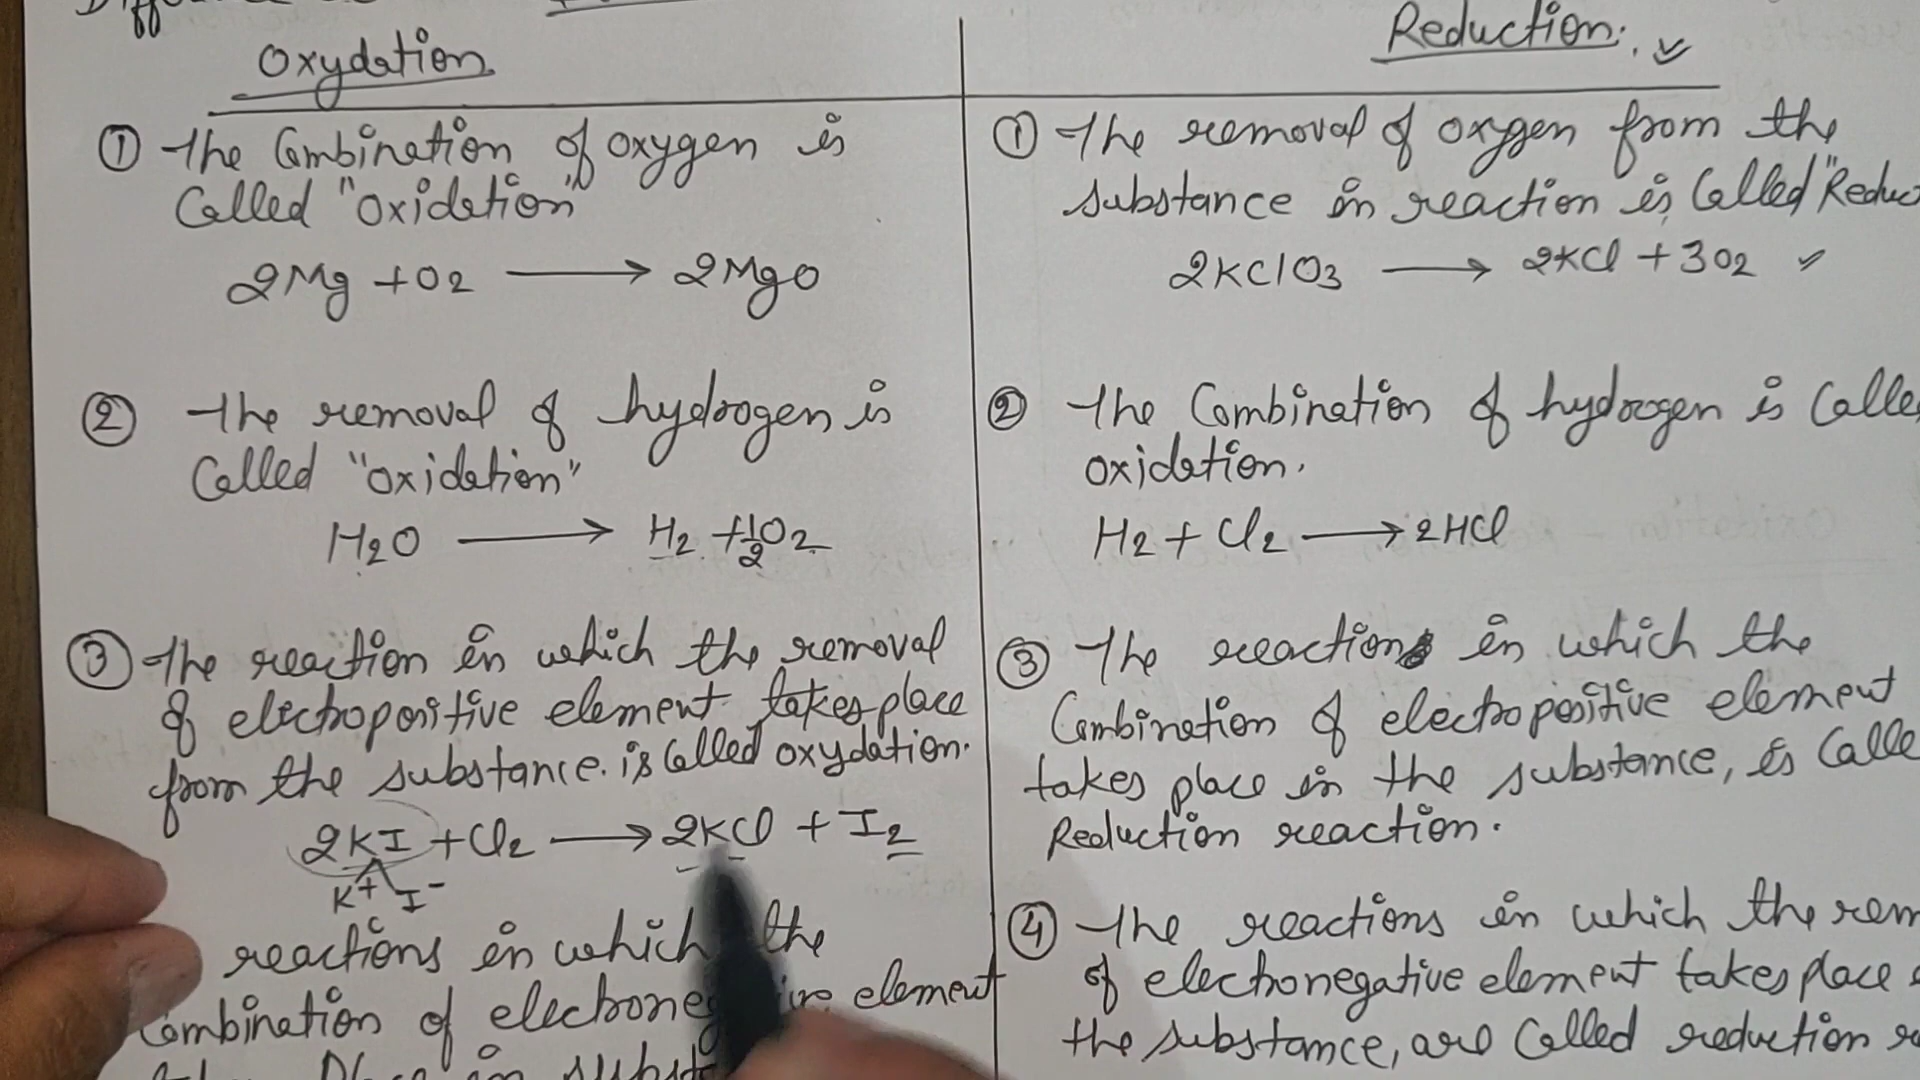 Oxydation
① The Combination of oxygen is
Called "Oxidation"
2Mg + O2 → 2MgO
② The removal of hydrogen is
Called "Oxidation"
H2O → H2 + 1/2 O2
③ The reaction in which the removal
of electropositive element takes place
from the substance. is Called oxydation.
2KI + Cl2 → 2KCl + I2
K+ I-
reactions in which the
Combination of element
in
Reduction.
① The removal of oxygen from the
substance in reaction is Called "Reduc
2KClO3 → 2KCl + 3O2
② The Combination of hydrogen is Calle
oxidation.
H2 + Cl2 → 2HCl
③ The reactions in which the
Combination of electropositive element
takes place in the substance, is Calle
Reduction reaction.
④ The reactions in which the rem
of electronegative element takes place
the substance, are Called reduction re